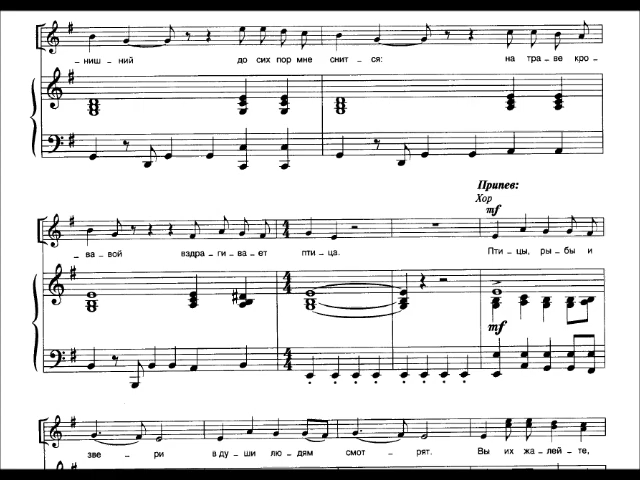 - ниш - ний до сих пор мне снит - ся: на тра - ве кро -
Припев:
Хор
mf
- ва - вой вздра - ги - ва - ет пти - ца. Пти - цы, ры - бы и
mf
зве - ри в ду - ши лю - дям смот - рят. Вы их жа - лей - те,